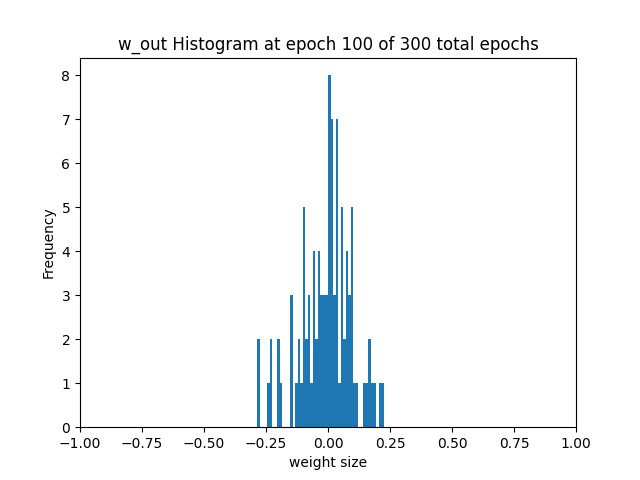 w_out Histogram at epoch 100 of 300 total epochs
Frequency
8
7
6
5
4
3
2
1
0
−1.00 −0.75 −0.50 −0.25 0.00 0.25 0.50 0.75 1.00
weight size